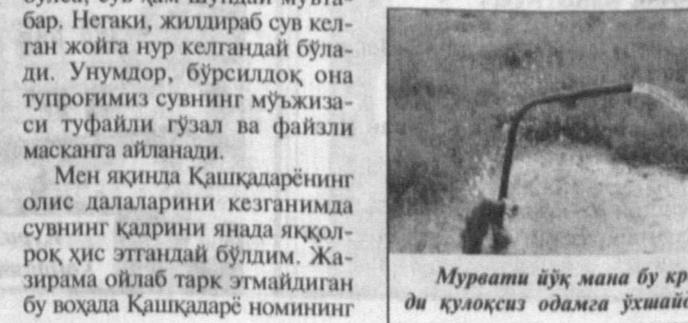 бўлса, сув ҳам шундай мўъта-
бар. Негаки, жилдираб сув кел-
ган жойга нур келгандай бўла-
ди. Унумдор, бўрсилдоқ она
тупроғимиз сувнинг мўъжиза-
си туфайли гўзал ва файзли
масканга айланади.
Мен яқинда Қашқадарёнинг
олис далаларини кезганимда
сувнинг қадрини янада яққол-
роқ ҳис этгандай бўлдим. Жа-
зирама ойлаб тарк этмайдиган
бу воҳада Қашқадарё номининг
Мурвати йўқ мана бу кр
ди қулоқсиз одамга ўхшай